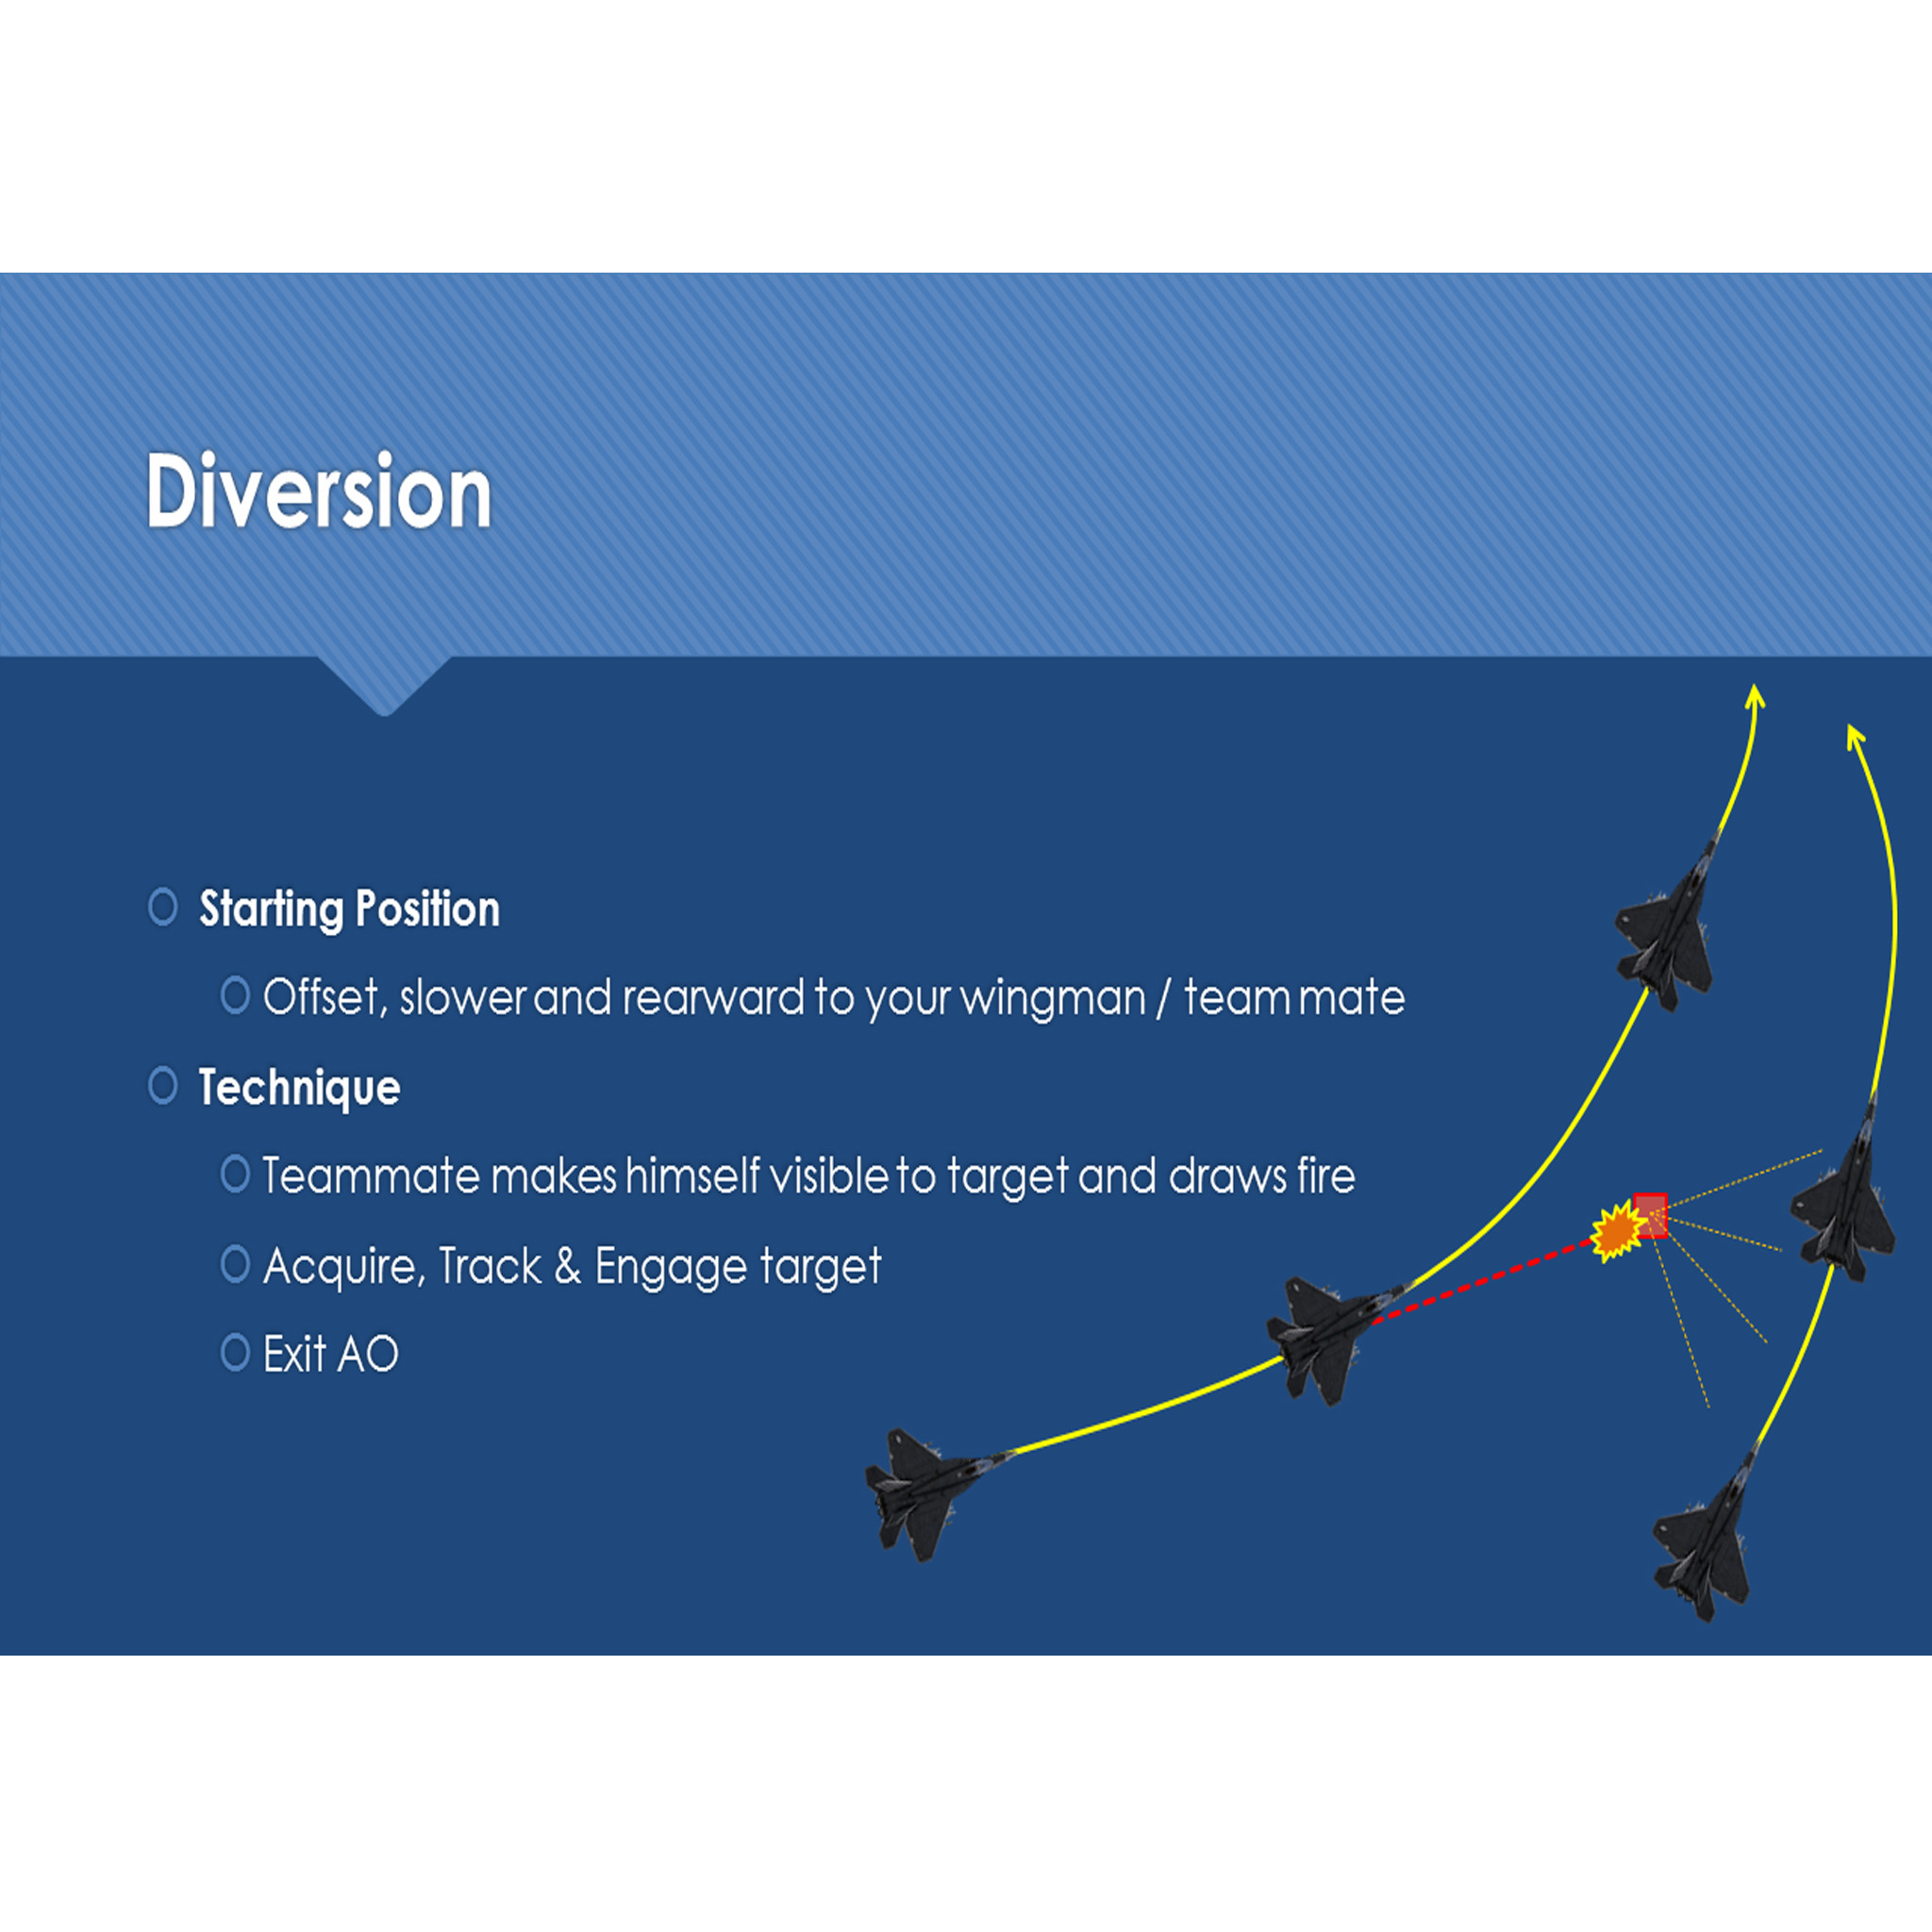 Diversion
Starting Position
Offset, slower and rearward to your wingman / team mate
Technique
Teammate makes himself visible to target and draws fire
Acquire, Track & Engage target
Exit AO